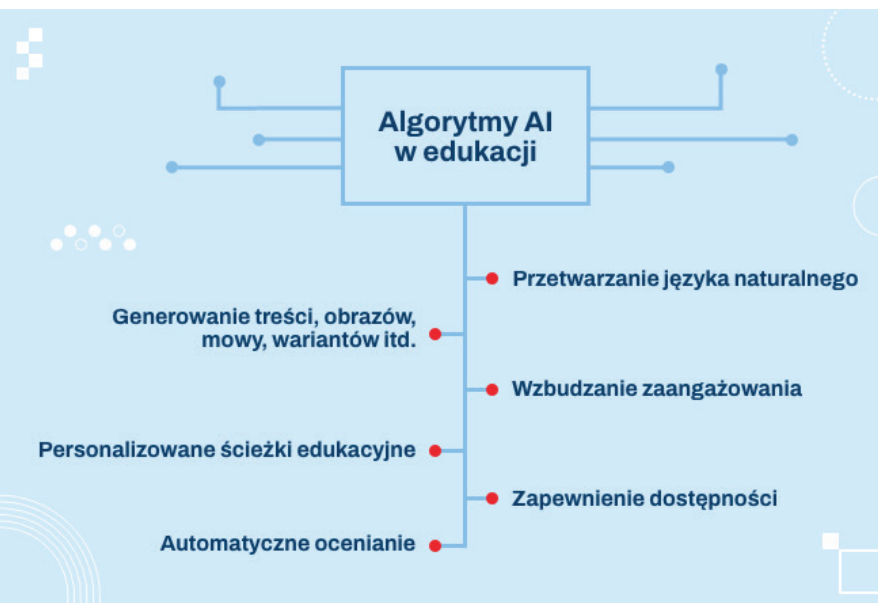 Algorytmy AI
w edukacji
Przetwarzanie języka naturalnego
Generowanie treści, obrazów,
mowy, wariantów itd.
Wzbudzanie zaangażowania
Personalizowane ścieżki edukacyjne
Zapewnienie dostępności
Automatyczne ocenianie